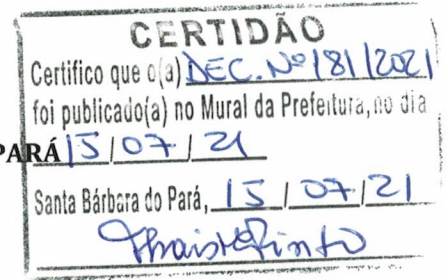 CERTIDÃO
Certifico que o(a) DEC. Nº 181/2021
foi publicado(a) no Mural da Prefeitura, no dia
PARÁ 15/07/21
Santa Bárbara do Pará, 15/07/21